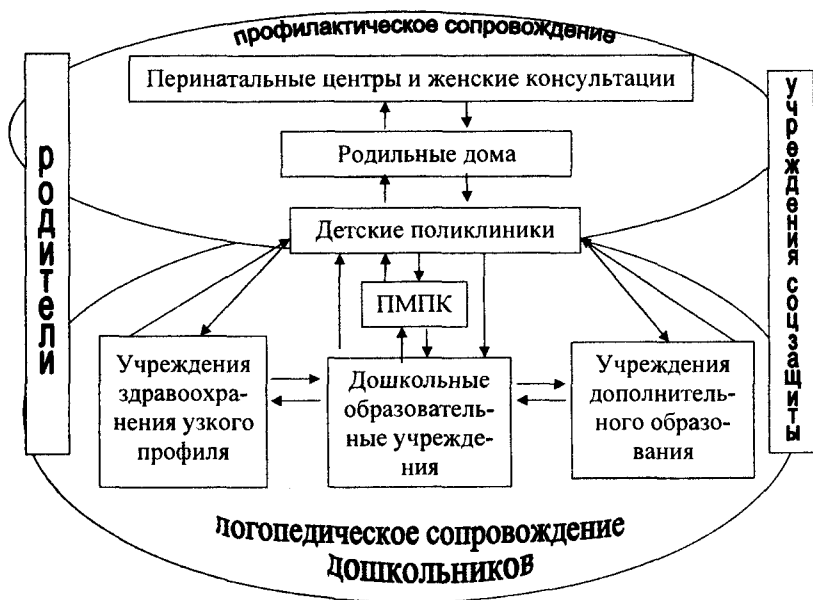 профилактическое сопровождение
Перинатальные центры и женские консультации
Родильные дома
Детские поликлиники
ПМПК
родители
учреждения соцзащиты
Учреждения
здравоохра-
нения узкого
профиля
Дошкольные
образователь-
ные учрежде-
ния
Учреждения
дополнитель-
ного образо-
вания
логопедическое сопровождение
дошкольников